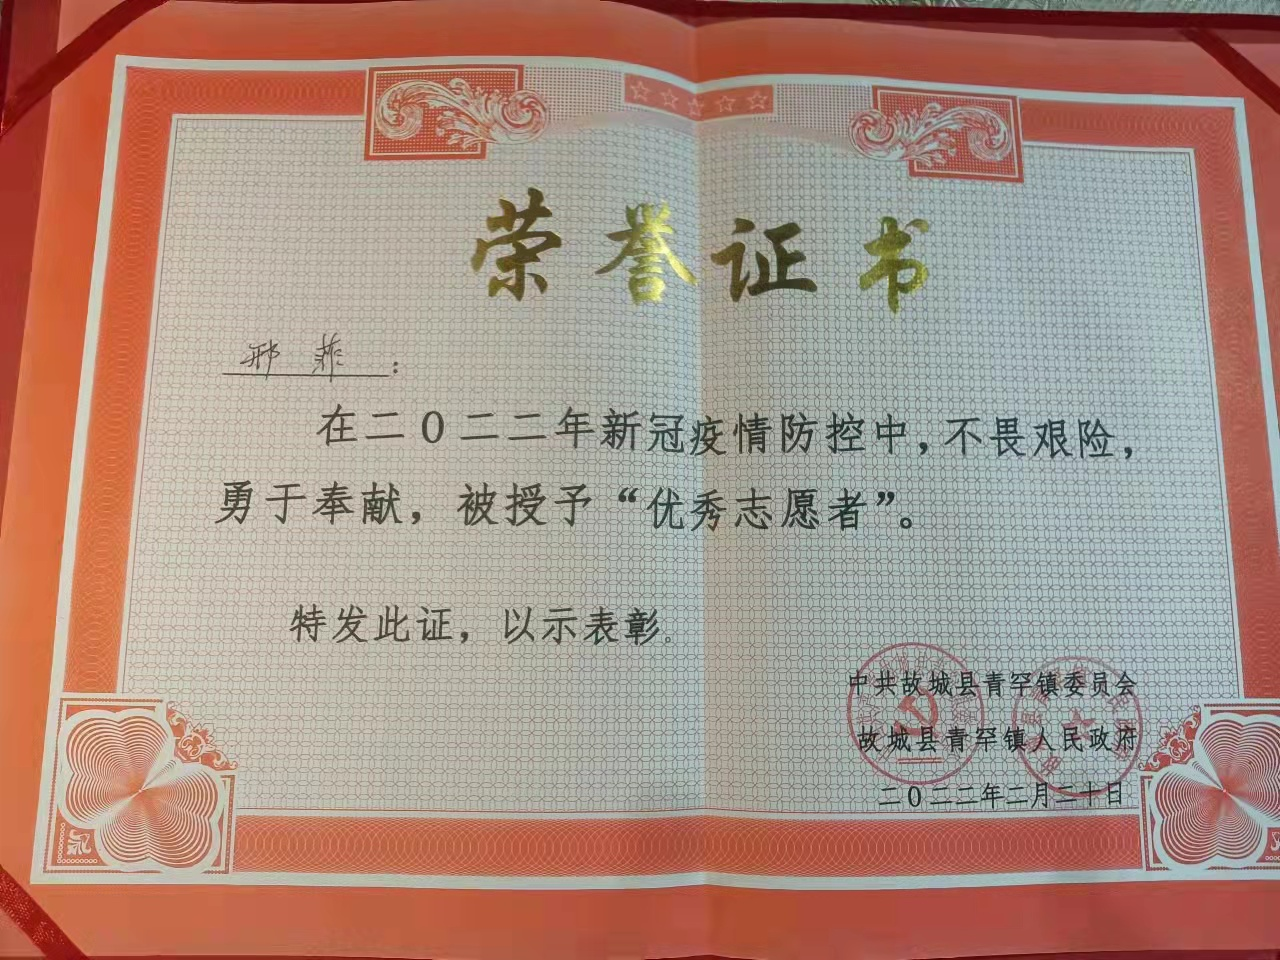 荣誉证书
邢菲：
在二〇二二年新冠疫情防控中，不畏艰险，
勇于奉献，被授予“优秀志愿者”。
特发此证，以示表彰。
中共故城县青罕镇委员会
故城县青罕镇人民政府
二〇二二年二月二十日